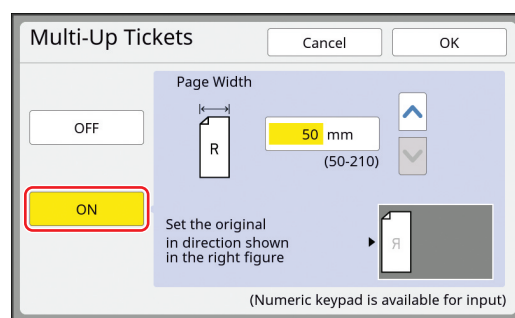 Multi-Up Tickets
Cancel
OK
Page Width
OFF
R
50 mm
(50-210)
ON
Set the original
in direction shown
in the right figure
R
(Numeric keypad is available for input)